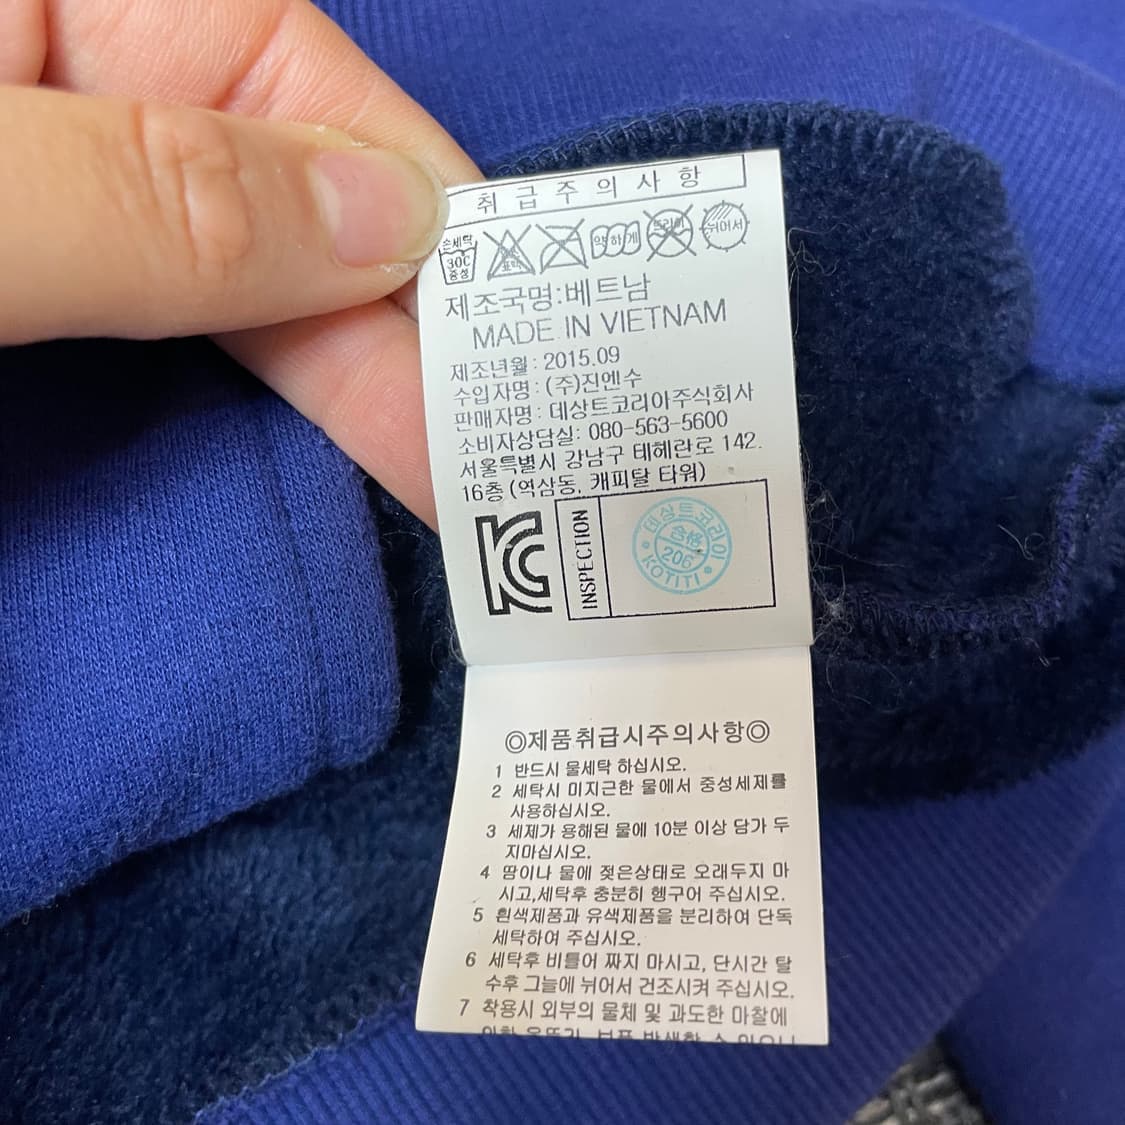 취급주의사항
손세탁
30C
중성
표백
약하게
드라이
뉘어서
제조국명:베트남
MADE IN VIETNAM
제조년월: 2015.09
수입자명: (주)진엔수
판매자명: 데상트코리아주식회사
소비자상담실: 080-563-5600
서울특별시 강남구 테헤란로 142.
16층 (역삼동, 캐피탈 타워)
KC
INSPECTION
데상트코리아
合格
206
KOTITI
◎제품취급시주의사항◎
1 반드시 물세탁 하십시오.
2 세탁시 미지근한 물에서 중성세제를
사용하십시오.
3 세제가 용해된 물에 10분 이상 담가 두
지마십시오.
4 땀이나 물에 젖은상태로 오래두지 마
시고,세탁후 충분히 헹구어 주십시오.
5 흰색제품과 유색제품을 분리하여 단독
세탁하여 주십시오.
6 세탁후 비틀어 짜지 마시고, 단시간 탈
수후 그늘에 뉘어서 건조시켜 주십시오.
7 착용시 외부의 물체 및 과도한 마찰에